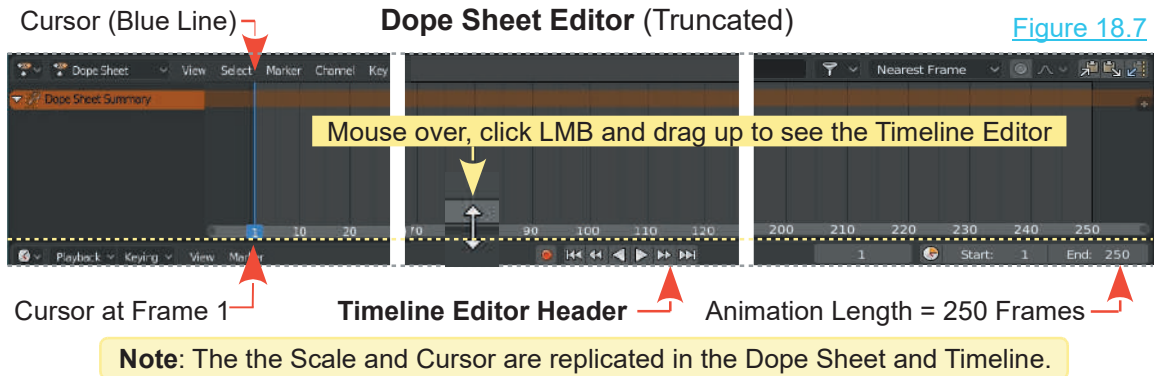 Cursor (Blue Line)
Dope Sheet Editor (Truncated)
Figure 18.7
Dope Sheet View Select Marker Channel Key
Nearest Frame
Dope Sheet Summary
Mouse over, click LMB and drag up to see the Timeline Editor
1 10 20 70 90 100 110 120 200 210 220 230 240 250
Playback Keying View Marker
1 Start: 1 End: 250
Cursor at Frame 1
Timeline Editor Header
Animation Length = 250 Frames
Note: The the Scale and Cursor are replicated in the Dope Sheet and Timeline.